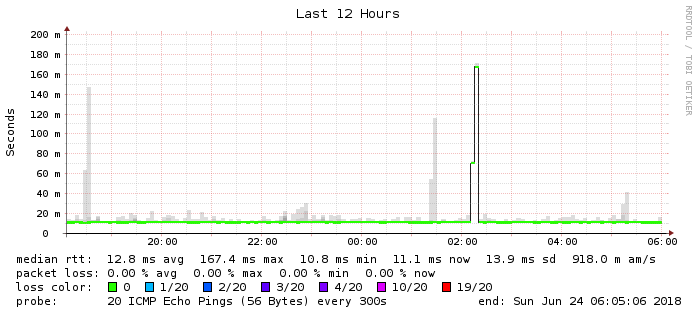 Last 12 Hours
RRDTOOL / TOBI OETIKER
Seconds
200 m
180 m
160 m
140 m
120 m
100 m
80 m
60 m
40 m
20 m
0
20:00 22:00 00:00 02:00 04:00 06:00
median rtt: 12.8 ms avg 167.4 ms max 10.8 ms min 11.1 ms now 13.9 ms sd 918.0 m am/s
packet loss: 0.00 % avg 0.00 % max 0.00 % min 0.00 % now
loss color: 0 1/20 2/20 3/20 4/20 10/20 19/20
probe: 20 ICMP Echo Pings (56 Bytes) every 300s end: Sun Jun 24 06:05:06 2018